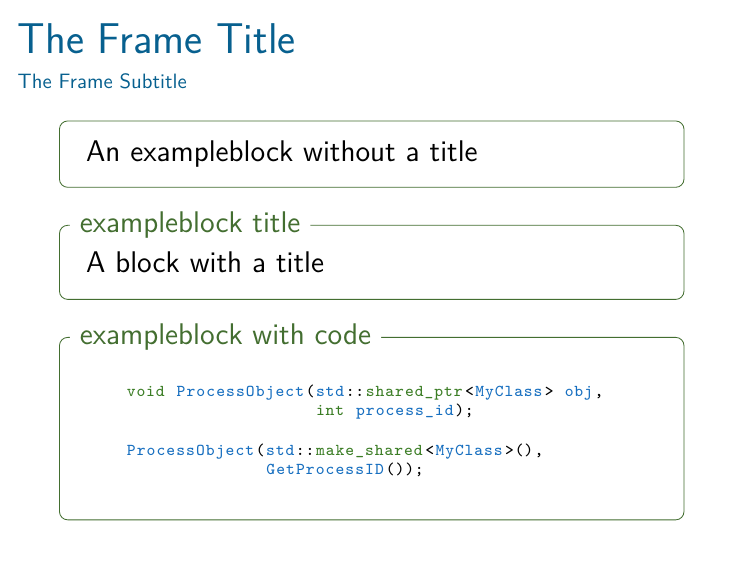 The Frame Title
The Frame Subtitle
An exampleblock without a title
exampleblock title
A block with a title
exampleblock with code
void ProcessObject(std::shared_ptr<MyClass> obj,
int process_id);
ProcessObject(std::make_shared<MyClass>(),
GetProcessID());